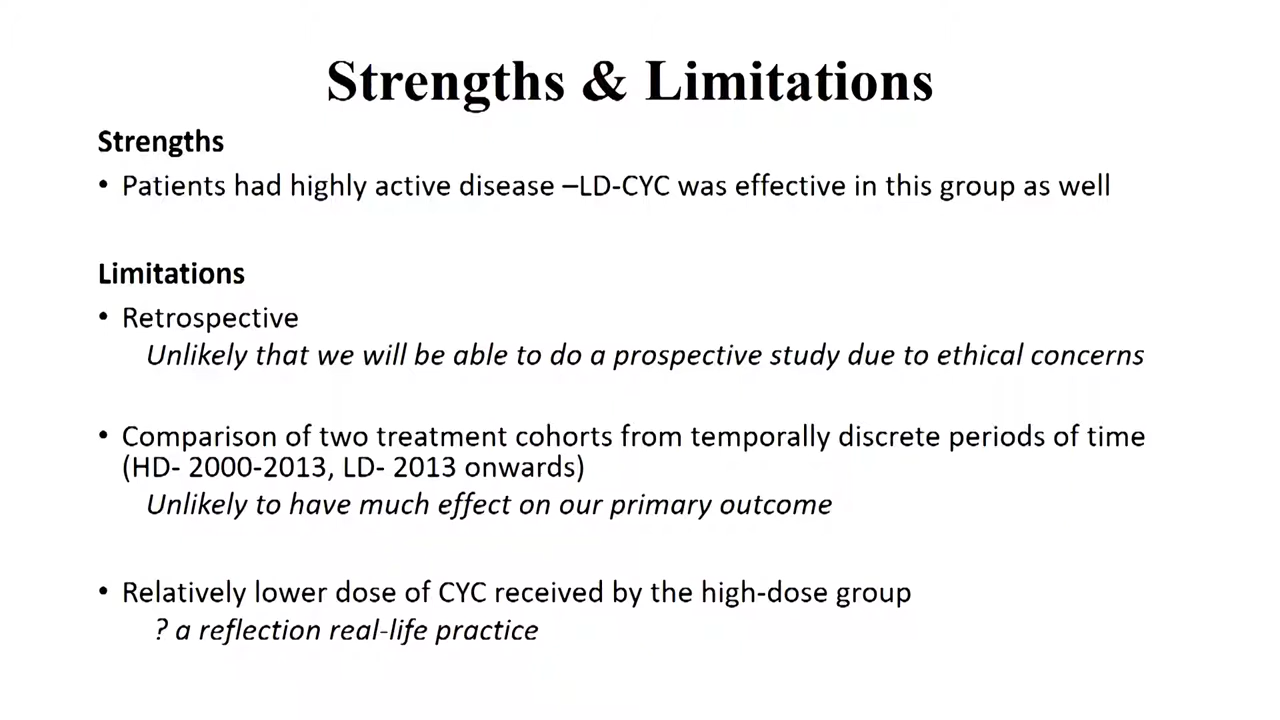 Strengths & Limitations
Strengths
• Patients had highly active disease –LD-CYC was effective in this group as well
Limitations
• Retrospective
Unlikely that we will be able to do a prospective study due to ethical concerns
• Comparison of two treatment cohorts from temporally discrete periods of time
(HD- 2000-2013, LD- 2013 onwards)
Unlikely to have much effect on our primary outcome
• Relatively lower dose of CYC received by the high-dose group
? a reflection real-life practice